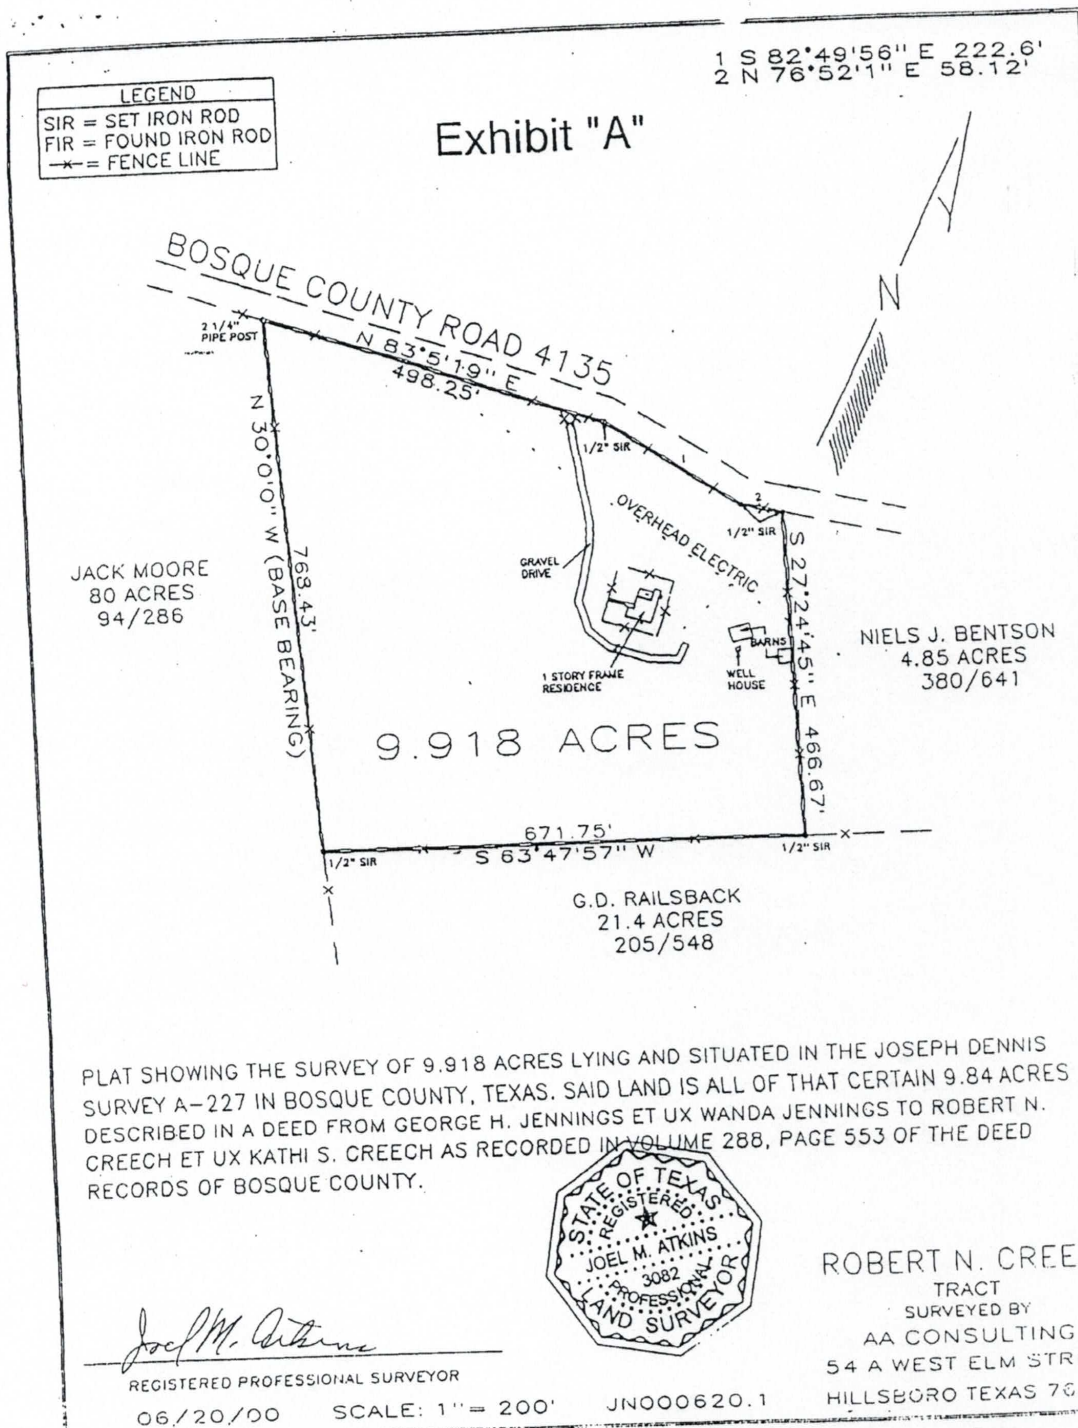 1 S 82°49'56" E 222.6'
2 N 76°52'1" E 58.12'
LEGEND
SIR = SET IRON ROD
FIR = FOUND IRON ROD
—x— = FENCE LINE
Exhibit "A"
N
BOSQUE COUNTY ROAD 4135
2 1/4"
PIPE POST
N 83°5'19" E
498.25'
1/2" SIR
1
2
1/2" SIR
OVERHEAD ELECTRIC
GRAVEL
DRIVE
N 30°0'0" W (BASE BEARING)
768.43'
S 27°24'45" E 466.67'
JACK MOORE
80 ACRES
94/286
NIELS J. BENTSON
4.85 ACRES
380/641
BARNS
WELL
HOUSE
1 STORY FRAME
RESIDENCE
9.918 ACRES
671.75'
S 63°47'57" W
1/2" SIR
1/2" SIR
G.D. RAILSBACK
21.4 ACRES
205/548
PLAT SHOWING THE SURVEY OF 9.918 ACRES LYING AND SITUATED IN THE JOSEPH DENNIS
SURVEY A-227 IN BOSQUE COUNTY, TEXAS. SAID LAND IS ALL OF THAT CERTAIN 9.84 ACRES
DESCRIBED IN A DEED FROM GEORGE H. JENNINGS ET UX WANDA JENNINGS TO ROBERT N.
CREECH ET UX KATHI S. CREECH AS RECORDED IN VOLUME 288, PAGE 553 OF THE DEED
RECORDS OF BOSQUE COUNTY.
STATE OF TEXAS
REGISTERED
JOEL M. ATKINS
3082
PROFESSIONAL
LAND SURVEYOR
Joel M. Atkins
REGISTERED PROFESSIONAL SURVEYOR
06/20/00 SCALE: 1"= 200' JN000620.1
ROBERT N. CREE
TRACT
SURVEYED BY
AA CONSULTING
54 A WEST ELM STR
HILLSBORO TEXAS 76